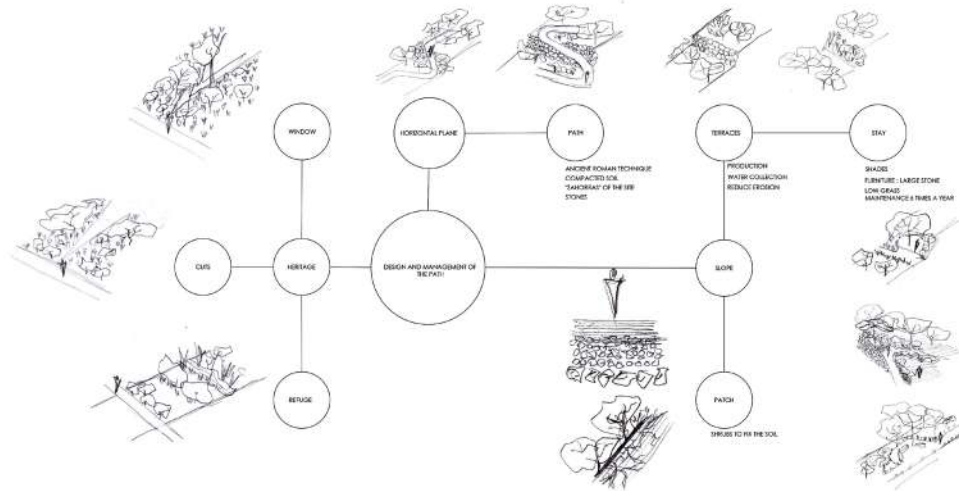 WINDOW
HORIZONTAL PLANE
PATH
TERRACES
STAY
ANCIENT ROMAN TECHNIQUE
COMPACTED SOIL
"ZAHORRAS" OF THE SITE
STONES
PRODUCTION
WATER COLLECTION
REDUCE EROSION
SHADES
FURNITURE : LARGE STONE
LOW GRASS
MAINTENANCE 6 TIMES A YEAR
CUTS
HERITAGE
DESIGN AND MANAGEMENT OF
THE PATH
SLOPE
REFUGE
PATCH
SHRUBS TO FIX THE SOIL